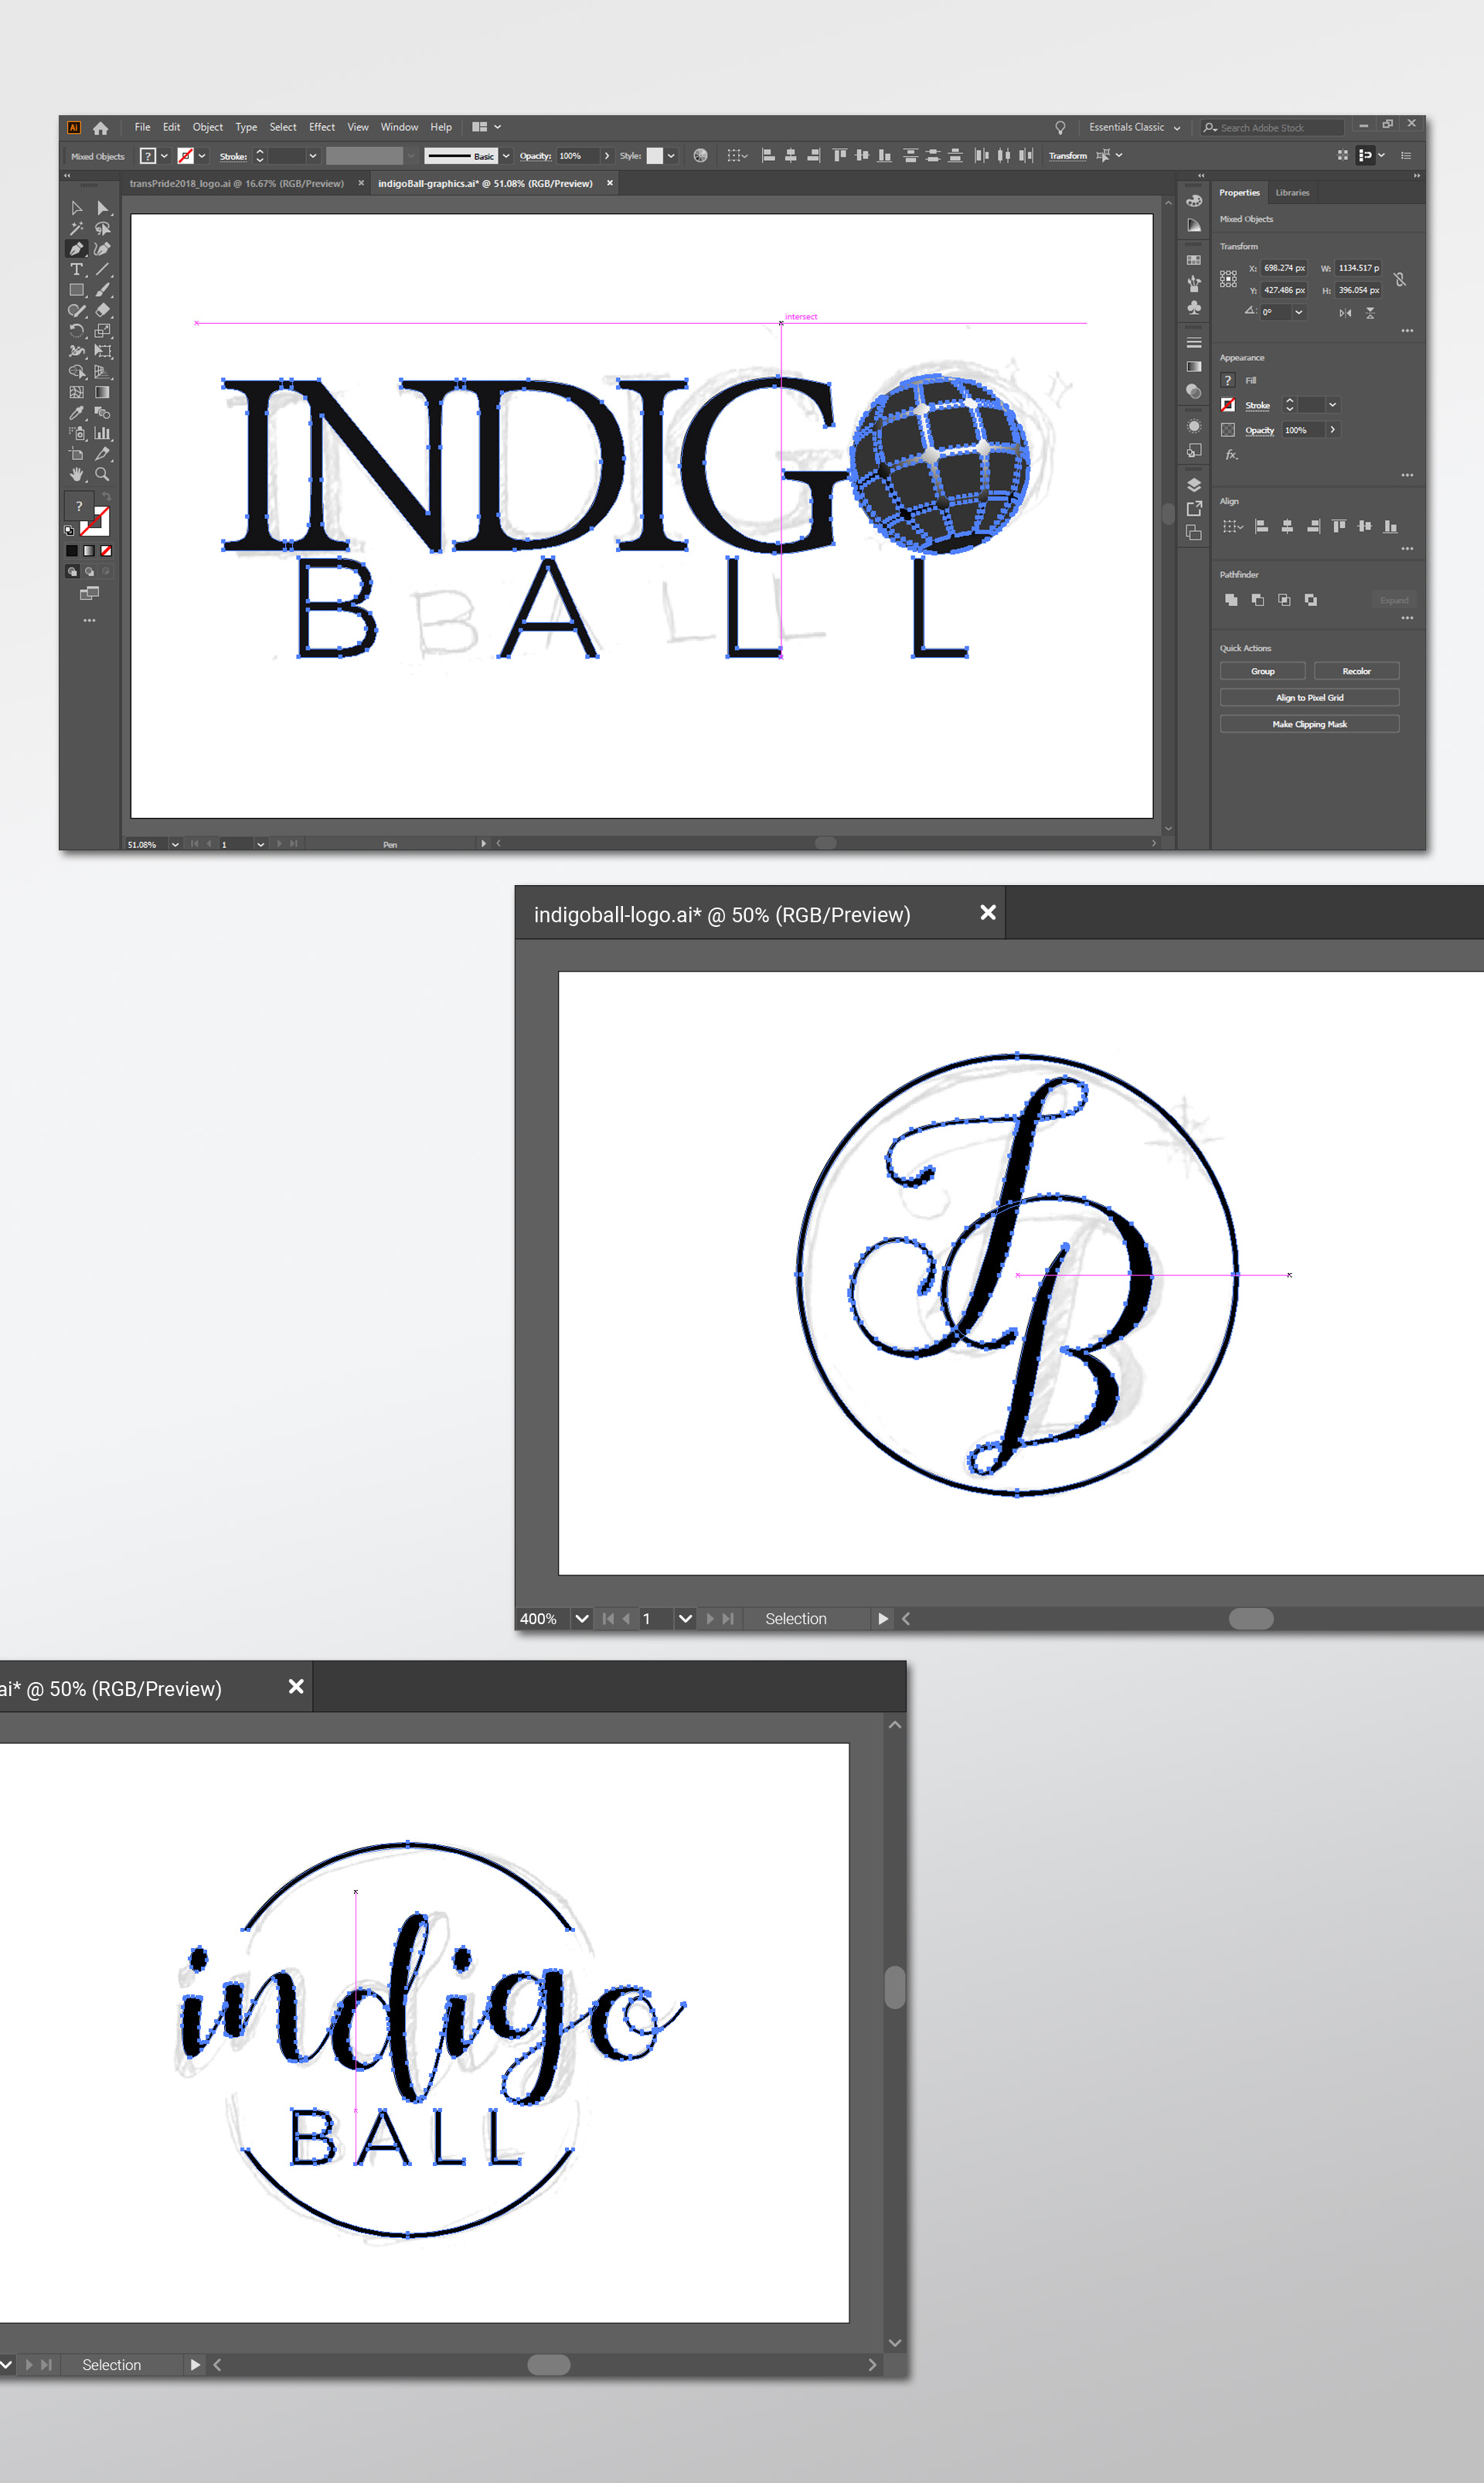 Ai File Edit Object Type Select Effect View Window Help Essentials Classic Search Adobe Stock
Mixed Objects ? Stroke: Basic Opacity: 100% Style: Transform
transPride2018_logo.ai @ 16.67% (RGB/Preview) × indigoBall-graphics.ai* @ 51.08% (RGB/Preview) ×
Properties Libraries
Mixed Objects
Transform
X: 698.274 px W: 1134.517 p
Y: 427.486 px H: 396.054 px
0°
Appearance
? Fill
Stroke
Opacity 100%
fx.
Align
Pathfinder
Expand
Quick Actions
Group Recolor
Align to Pixel Grid
Make Clipping Mask
intersect
INDIGO
BALL
BALL
?
51.08% 1 Pen
indigoball-logo.ai* @ 50% (RGB/Preview) ×
IB
400% 1 Selection
ai* @ 50% (RGB/Preview) ×
indigo
BALL
Selection